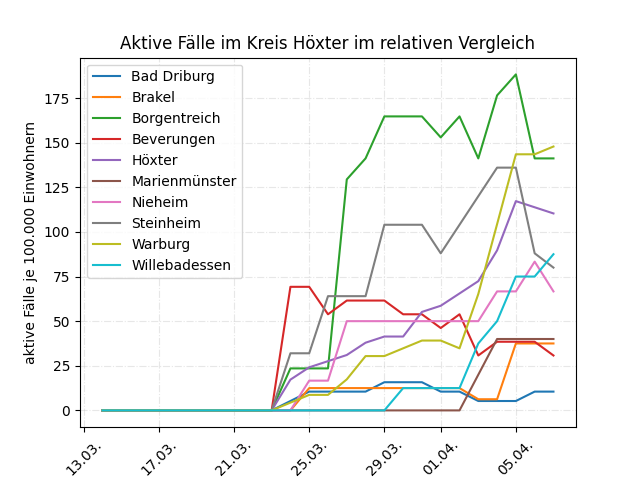 Aktive Fälle im Kreis Höxter im relativen Vergleich
aktive Fälle je 100.000 Einwohnern
175
150
125
100
75
50
25
0
Bad Driburg
Brakel
Borgentreich
Beverungen
Höxter
Marienmünster
Nieheim
Steinheim
Warburg
Willebadessen
13.03.
17.03.
21.03.
25.03.
29.03.
01.04.
05.04.